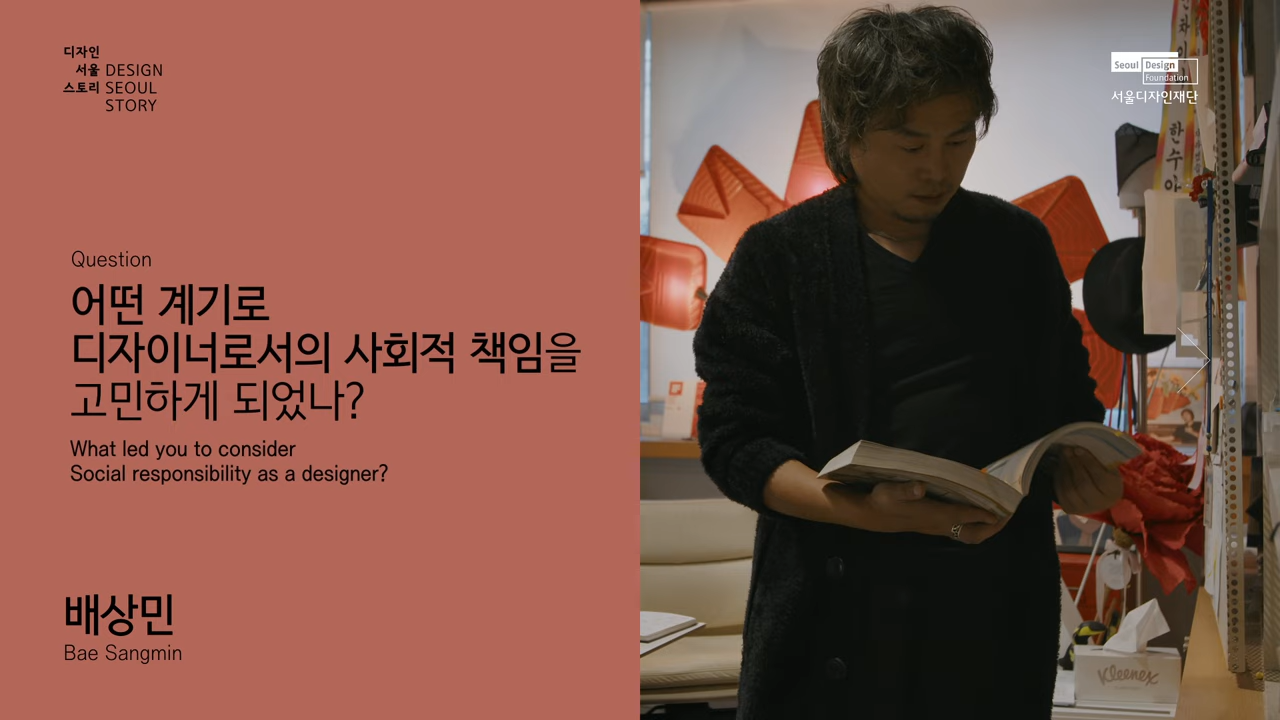 디자인
서울 DESIGN
스토리 SEOUL
STORY
Question
어떤 계기로
디자이너로서의 사회적 책임을
고민하게 되었나?
What led you to consider
Social responsibility as a designer?
배상민
Bae Sangmin
Seoul Design
Foundation
서울디자인재단
한수아
Kleenex